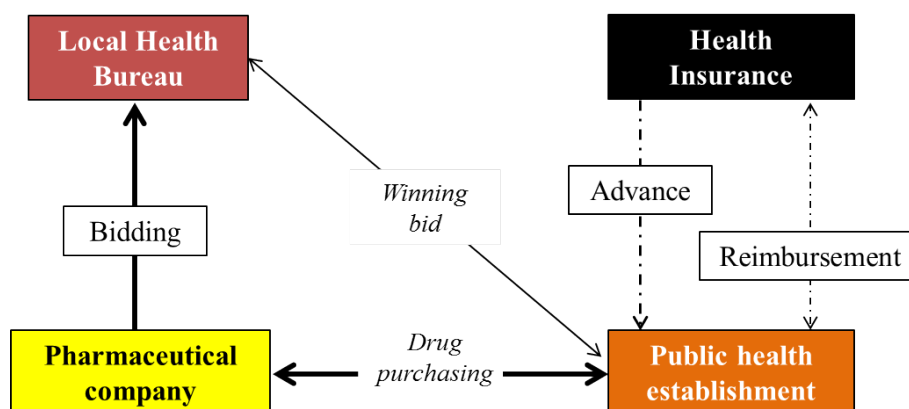 Local Health
Bureau
Health
Insurance
Winning
bid
Advance
Bidding
Reimbursement
Pharmaceutical
company
Drug
purchasing
Public health
establishment